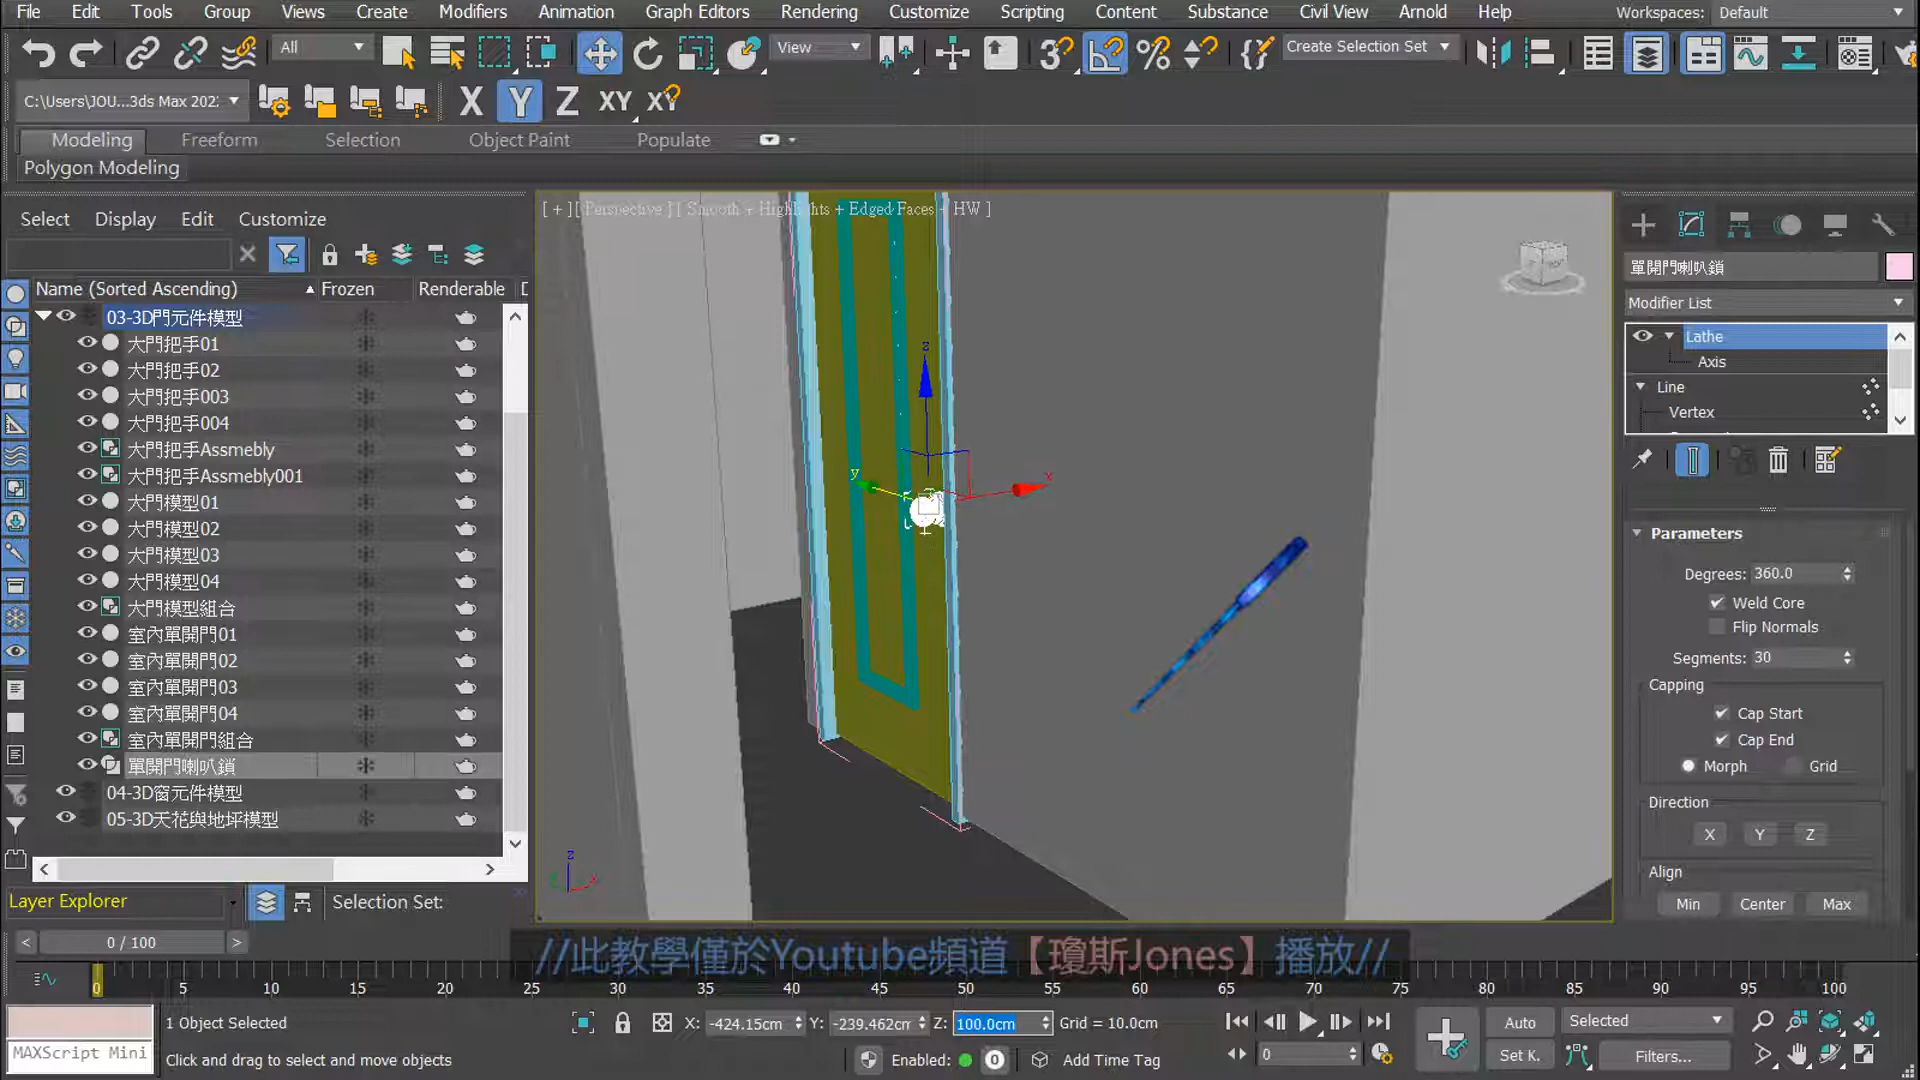 File Edit Tools Group Views Create Modifiers Animation Graph Editors Rendering Customize Scripting Content Substance Civil View Arnold Help Workspaces: Default
All View Create Selection Set
C:\Users\JOU...3ds Max 202 X Y Z XY XY
Modeling Freeform Selection Object Paint Populate
Polygon Modeling
Select Display Edit Customize
Name (Sorted Ascending) Frozen Renderable
03-3D門元件模型
大門把手01
大門把手02
大門把手003
大門把手004
大門把手Assmebly
大門把手Assmebly001
大門模型01
大門模型02
大門模型03
大門模型04
大門模型組合
室內單開門01
室內單開門02
室內單開門03
室內單開門04
室內單開門組合
單開門喇叭鎖
04-3D窗元件模型
05-3D天花與地坪模型
Layer Explorer Selection Set:
[ + ][ Perspective ][ Smooth + Highlights + Edged Faces + HW ]
z
y
x
z
x
單開門喇叭鎖
Modifier List
Lathe
Axis
Line
Vertex
Parameters
Degrees: 360.0
Weld Core
Flip Normals
Segments: 30
Capping
Cap Start
Cap End
Morph Grid
Direction
X Y Z
Align
Min Center Max
< 0 / 100 >
//此教學僅於Youtube頻道【瓊斯Jones】播放//
0 5 10 15 20 25 30 35 40 45 50 55 60 65 70 75 80 85 90 95 100
1 Object Selected X: -424.15cm Y: -239.462cm Z: 100.0cm Grid = 10.0cm Auto Selected
MAXScript Mini Click and drag to select and move objects Enabled: 0 Add Time Tag 0 Set K. Filters...